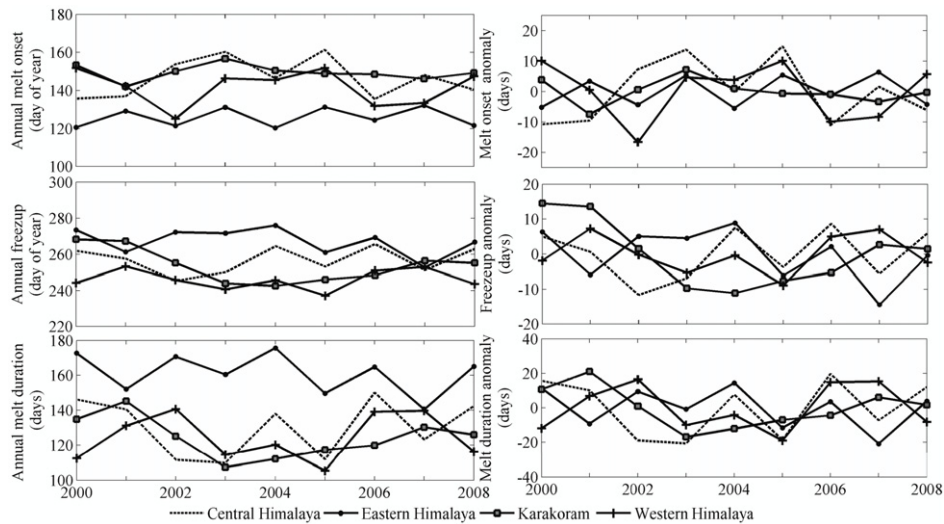 Annual melt onset
(day of year)
180
160
140
120
100
Melt onset anomaly
(days)
20
10
0
-10
-20
Annual freezup
(day of year)
300
280
260
240
220
Freezeup anomaly
(days)
20
10
0
-10
-20
Annual melt duration
(days)
180
160
140
120
100
2000 2002 2004 2006 2008
Melt duration anomaly
(days)
40
20
0
-20
-40
2000 2002 2004 2006 2008
Central Himalaya Eastern Himalaya Karakoram Western Himalaya